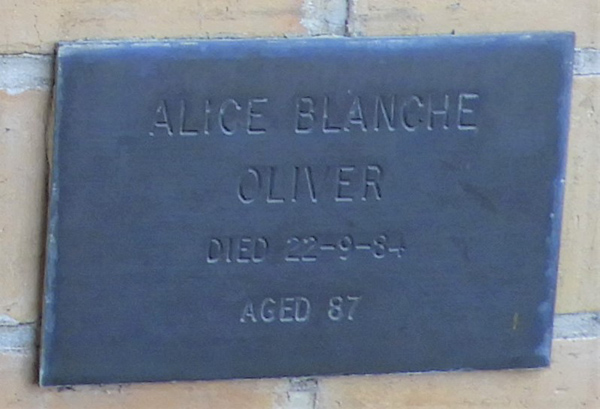 ALICE BLANCHE
OLIVER
DIED 22-9-84
AGED 87